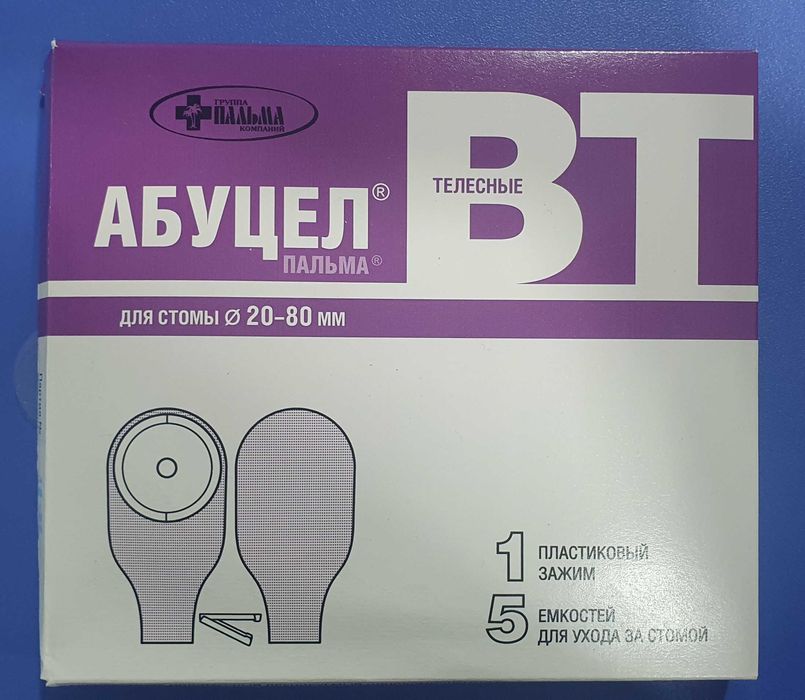 ГРУППА
ПАЛЬМА
КОМПАНИЙ
АБУЦЕЛ®
ПАЛЬМА®
ТЕЛЕСНЫЕ
ВТ
ДЛЯ СТОМЫ Ø 20-80 ММ
1 ПЛАСТИКОВЫЙ
ЗАЖИМ
5 ЕМКОСТЕЙ
ДЛЯ УХОДА ЗА СТОМОЙ